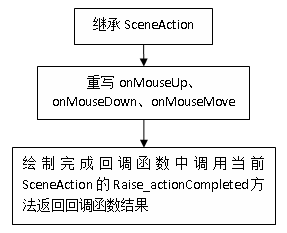 继承 SceneAction
重写 onMouseUp、
onMouseDown、onMouseMove
绘制完成回调函数中调用当前
SceneAction 的 Raise_actionCompleted 方
法返回回调函数结果